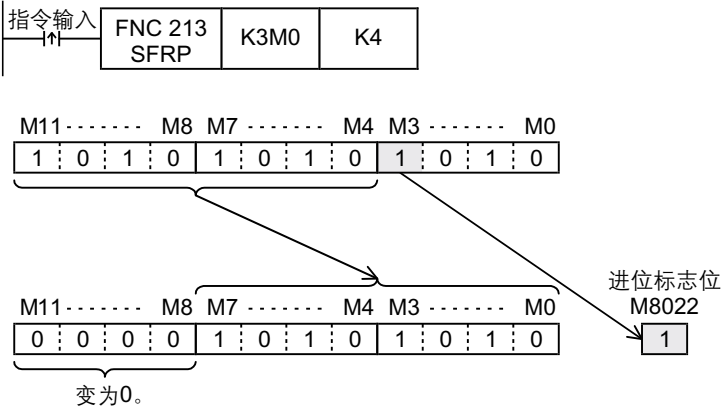 指令输入
FNC 213
SFRP
K3M0
K4
M11 ------- M8 M7 ------- M4 M3 ------- M0
1 0 1 0 1 0 1 0 1 0 1 0
进位标志位
M11 ------- M8 M7 ------- M4 M3 ------- M0
M8022
0 0 0 0 1 0 1 0 1 0 1 0
1
变为0。